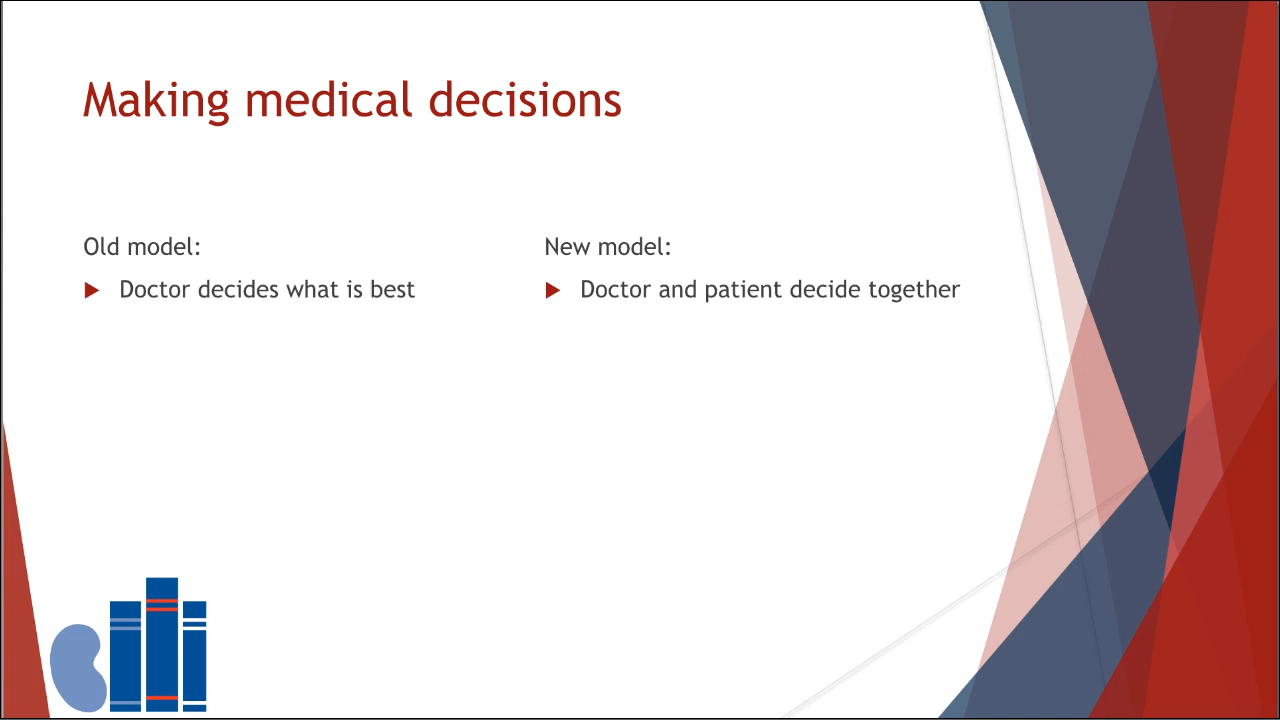 Making medical decisions
Old model:
Doctor decides what is best
New model:
Doctor and patient decide together